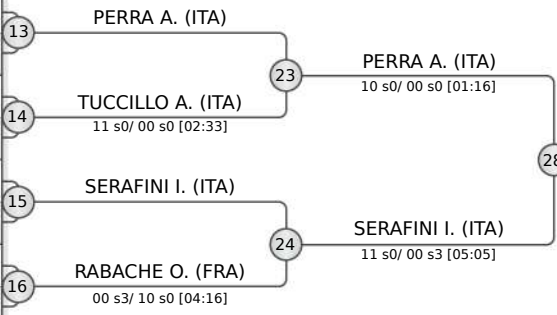 PERRA A. (ITA)
13
23
PERRA A. (ITA)
10 s0/ 00 s0 [01:16]
TUCCILLO A. (ITA)
14
11 s0/ 00 s0 [02:33]
28
SERAFINI I. (ITA)
15
24
SERAFINI I. (ITA)
11 s0/ 00 s3 [05:05]
RABACHE O. (FRA)
16
00 s3/ 10 s0 [04:16]